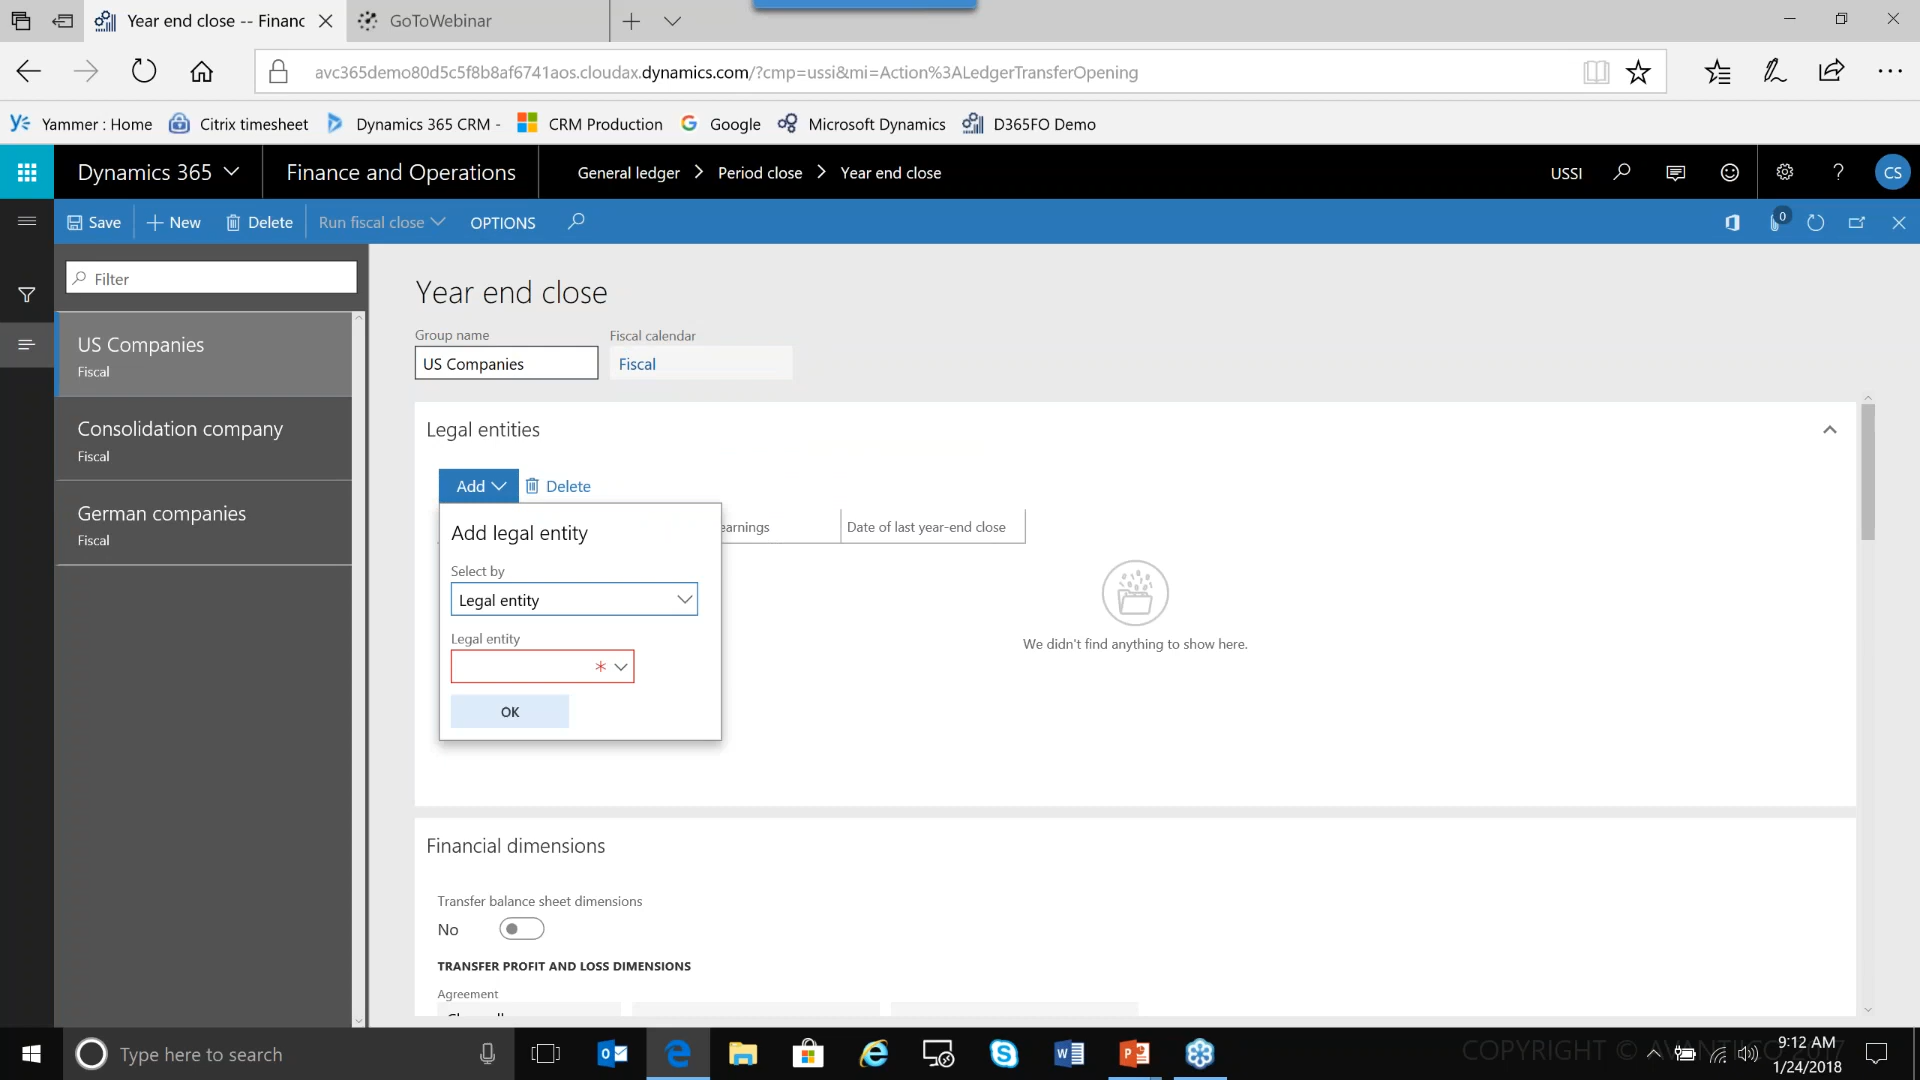 Year end close -- Financ
GoToWebinar
avc365demo80d5c5f8b8af6741aos.cloudax.dynamics.com/?cmp=ussi&mi=Action%3ALedgerTransferOpening
Yammer : Home
Citrix timesheet
Dynamics 365 CRM -
CRM Production
Google
Microsoft Dynamics
D365FO Demo
Dynamics 365
Finance and Operations
General ledger > Period close > Year end close
USSI
?
CS
Save
New
Delete
Run fiscal close
OPTIONS
0
Filter
US Companies
Fiscal
Consolidation company
Fiscal
German companies
Fiscal
Year end close
Group name
Fiscal calendar
US Companies
Fiscal
Legal entities
Add
Delete
earnings
Date of last year-end close
Add legal entity
Select by
Legal entity
Legal entity
*
OK
We didn't find anything to show here.
Financial dimensions
Transfer balance sheet dimensions
No
TRANSFER PROFIT AND LOSS DIMENSIONS
Agreement
Type here to search
COPYRIGHT © AVANTIICO 2017
9:12 AM
1/24/2018